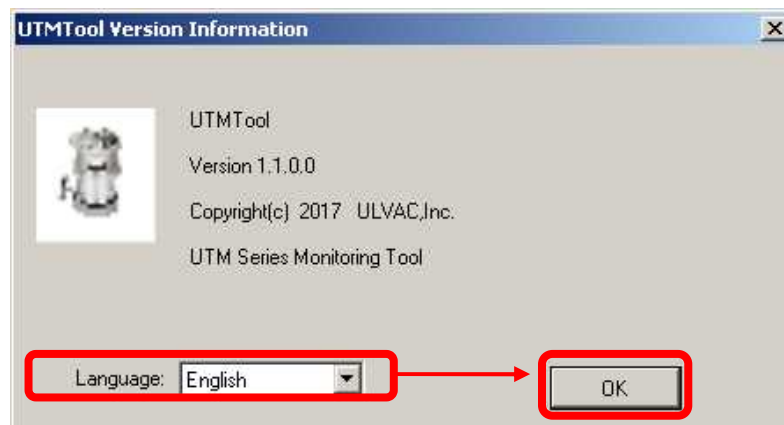 UTMTool Version Information
UTMTool
Version 1.1.0.0
Copyright(c) 2017 ULVAC,Inc.
UTM Series Monitoring Tool
Language: English
OK